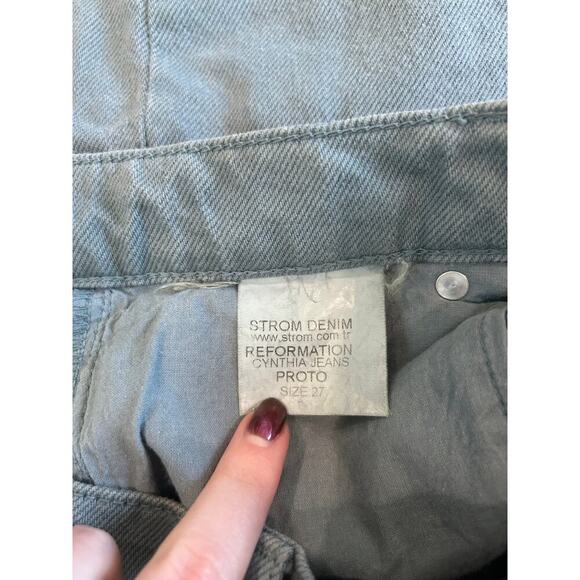 STROM DENIM
www.strom.com.tr
REFORMATION
CYNTHIA JEANS
PROTO
SIZE 27